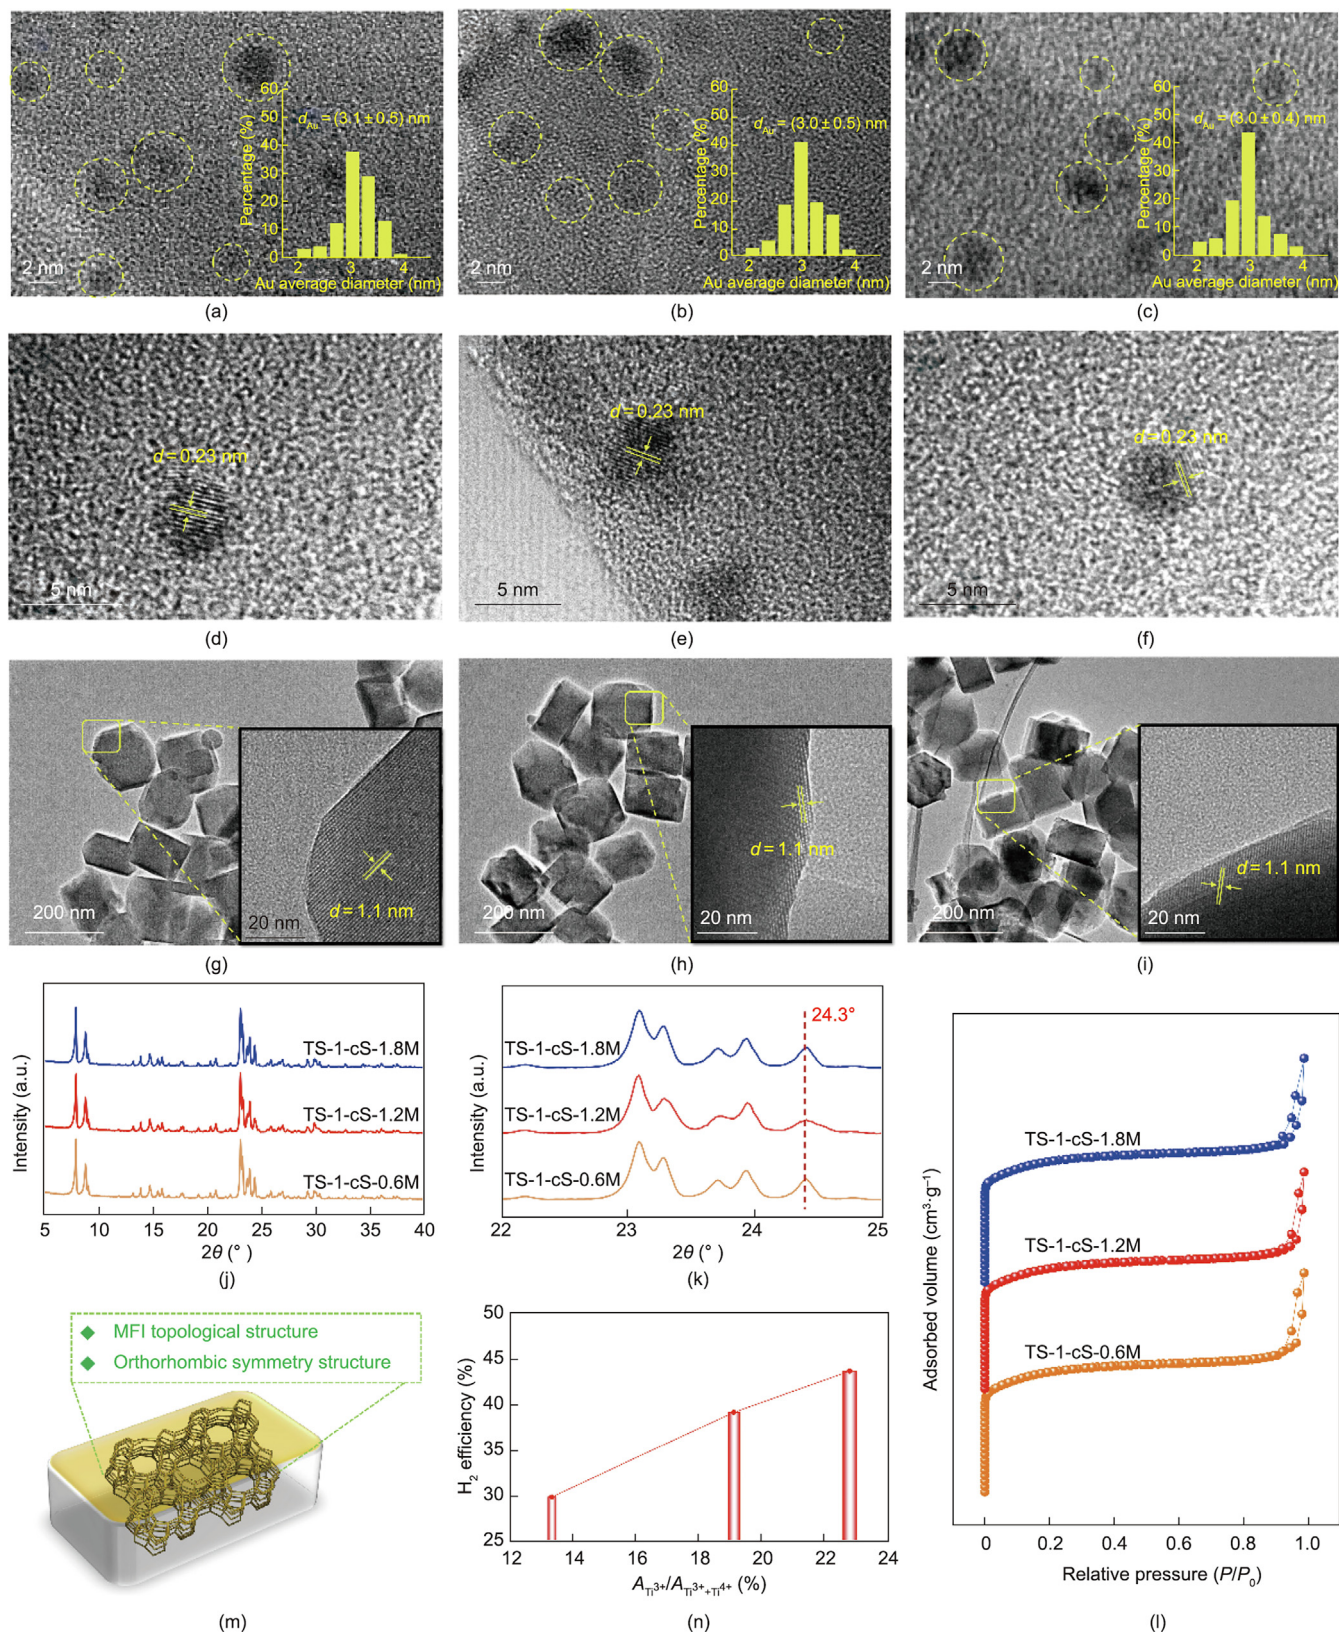 60
50
40
30
20
10
0
Percentage (%)
d_Au = (3.1 ± 0.5) nm
2 3 4
Au average diameter (nm)
2 nm
(a)
60
50
40
30
20
10
0
Percentage (%)
d_Au = (3.0 ± 0.5) nm
2 3 4
Au average diameter (nm)
2 nm
(b)
60
50
40
30
20
10
0
Percentage (%)
d_Au = (3.0 ± 0.4) nm
2 3 4
Au average diameter (nm)
2 nm
(c)
d = 0.23 nm
5 nm
(d)
d = 0.23 nm
5 nm
(e)
d = 0.23 nm
5 nm
(f)
d = 1.1 nm
200 nm
20 nm
(g)
d = 1.1 nm
200 nm
20 nm
(h)
d = 1.1 nm
200 nm
20 nm
(i)
Intensity (a.u.)
TS-1-cS-1.8M
TS-1-cS-1.2M
TS-1-cS-0.6M
5 10 15 20 25 30 35 40
2θ (°)
(j)
Intensity (a.u.)
24.3°
TS-1-cS-1.8M
TS-1-cS-1.2M
TS-1-cS-0.6M
22 23 24 25
2θ (°)
(k)
Adsorbed volume (cm³·g⁻¹)
TS-1-cS-1.8M
TS-1-cS-1.2M
TS-1-cS-0.6M
0 0.2 0.4 0.6 0.8 1.0
Relative pressure (P/P₀)
(l)
MFI topological structure
Orthorhombic symmetry structure
(m)
H₂ efficiency (%)
50
45
40
35
30
25
12 14 16 18 20 22 24
A_Ti³⁺/A_Ti³⁺+Ti⁴⁺ (%)
(n)